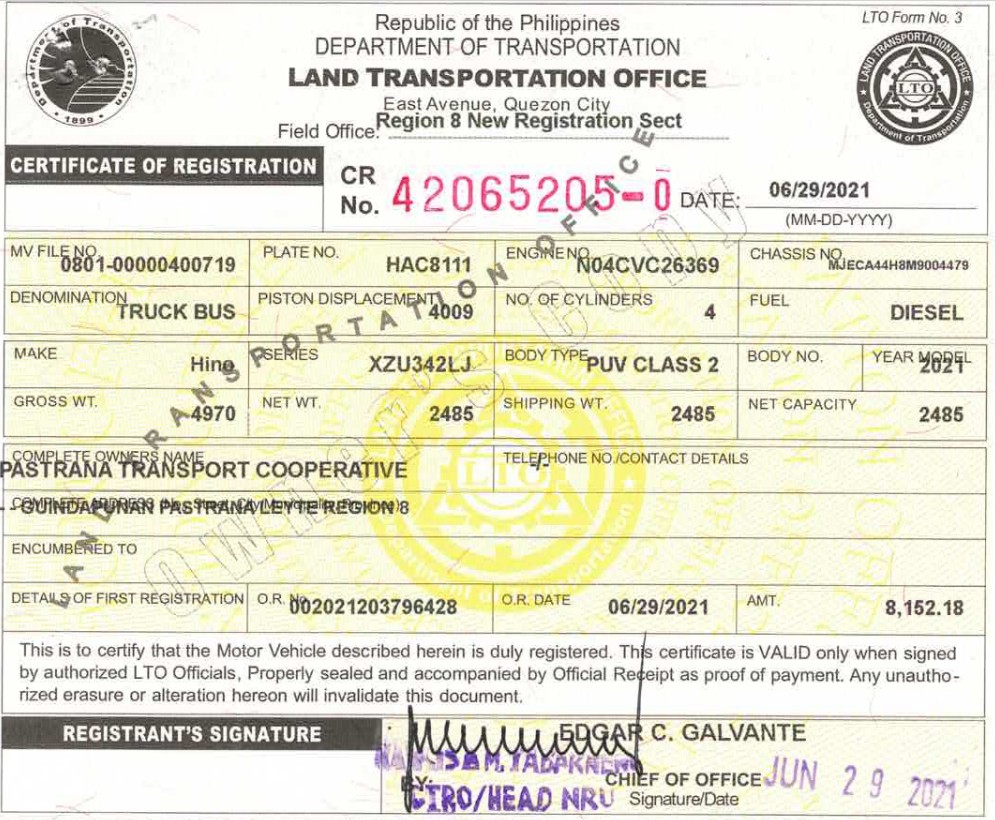 LTO Form No. 3
Republic of the Philippines
DEPARTMENT OF TRANSPORTATION
LAND TRANSPORTATION OFFICE
East Avenue, Quezon City
Field Office: Region 8 New Registration Sect
Department of Transportation
• 1899 •
LAND TRANSPORTATION OFFICE
LTO
Department of Transportation
CERTIFICATE OF REGISTRATION
CR No. 42065205-0 DATE: 06/29/2021
(MM-DD-YYYY)
MV FILE NO. 0801-00000400719 PLATE NO. HAC8111 ENGINE NO. N04CVC26369 CHASSIS NO. MJECA44H8M9004479
DENOMINATION TRUCK BUS PISTON DISPLACEMENT 4009 NO. OF CYLINDERS 4 FUEL DIESEL
MAKE Hino SERIES XZU342LJ BODY TYPE PUV CLASS 2 BODY NO. YEAR MODEL 2021
GROSS WT. 4970 NET WT. 2485 SHIPPING WT. 2485 NET CAPACITY 2485
COMPLETE OWNERS NAME TELEPHONE NO./CONTACT DETAILS
PASTRANA TRANSPORT COOPERATIVE -/-
COMPLETE ADDRESS (No., Street, City/Municipality, Province)
- GUINDAPUNAN PASTRANA LEYTE REGION 8
ENCUMBERED TO
DETAILS OF FIRST REGISTRATION O.R. No. 002021203796428 O.R. DATE 06/29/2021 AMT. 8,152.18
LAND TRANSPORTATION OFFICE
OWNER'S COPY
LTO
This is to certify that the Motor Vehicle described herein is duly registered. This certificate is VALID only when signed
by authorized LTO Officials, Properly sealed and accompanied by Official Receipt as proof of payment. Any unautho-
rized erasure or alteration hereon will invalidate this document.
REGISTRANT'S SIGNATURE
EDGAR C. GALVANTE
BY:
CHIEF OF OFFICE
JUN 29 2021
/HEAD NRU
Signature/Date